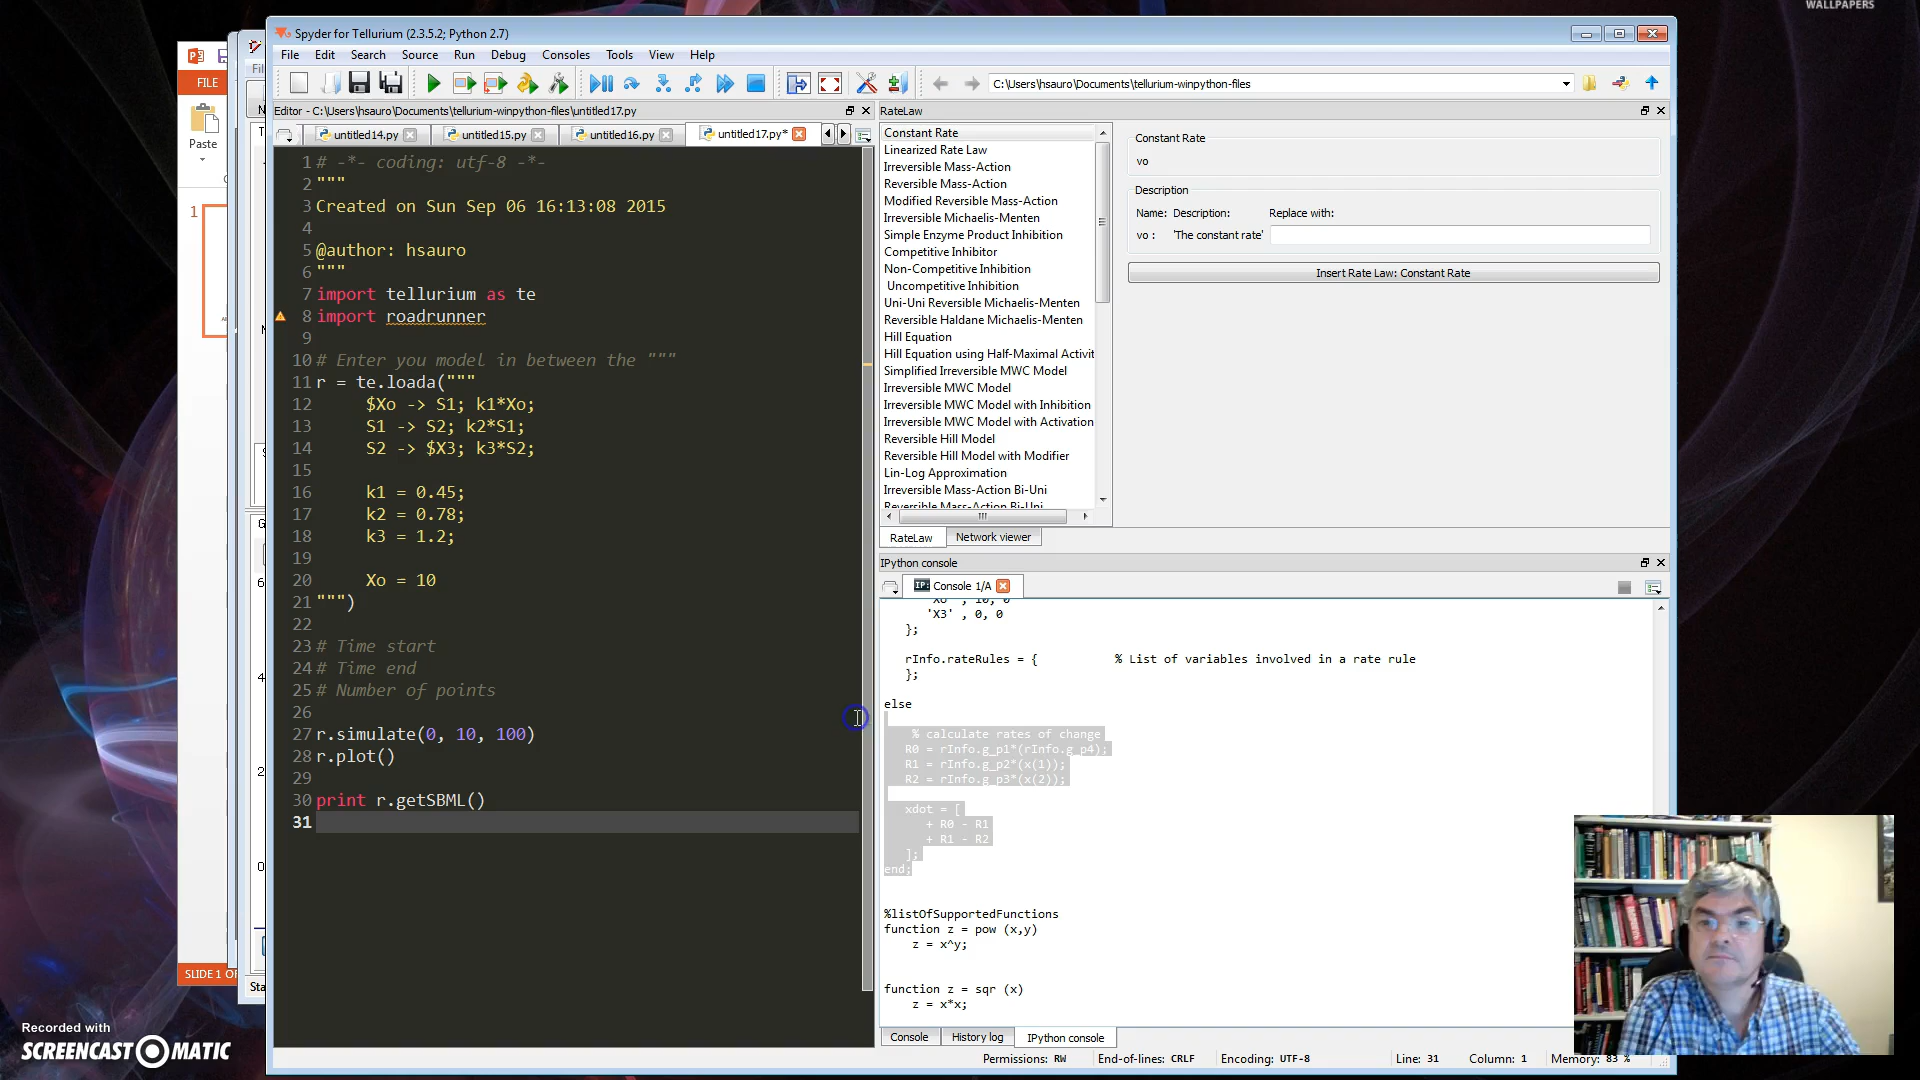 WALLPAPERS
Spyder for Tellurium (2.3.5.2; Python 2.7)
File Edit Search Source Run Debug Consoles Tools View Help
FILE
Paste
1
C:\Users\hsauro\Documents\tellurium-winpython-files
Editor - C:\Users\hsauro\Documents\tellurium-winpython-files\untitled17.py
untitled14.py untitled15.py untitled16.py untitled17.py*
1 # -*- coding: utf-8 -*-
2 """
3 Created on Sun Sep 06 16:13:08 2015
4
5 @author: hsauro
6 """
7 import tellurium as te
8 import roadrunner
9
10 # Enter you model in between the """
11 r = te.loada("""
12 $Xo -> S1; k1*Xo;
13 S1 -> S2; k2*S1;
14 S2 -> $X3; k3*S2;
15
16 k1 = 0.45;
17 k2 = 0.78;
18 k3 = 1.2;
19
20 Xo = 10
21 """)
22
23 # Time start
24 # Time end
25 # Number of points
26
27 r.simulate(0, 10, 100)
28 r.plot()
29
30 print r.getSBML()
31
RateLaw
Constant Rate
Linearized Rate Law
Irreversible Mass-Action
Reversible Mass-Action
Modified Reversible Mass-Action
Irreversible Michaelis-Menten
Simple Enzyme Product Inhibition
Competitive Inhibitor
Non-Competitive Inhibition
Uncompetitive Inhibition
Uni-Uni Reversible Michaelis-Menten
Reversible Haldane Michaelis-Menten
Hill Equation
Hill Equation using Half-Maximal Activit
Simplified Irreversible MWC Model
Irreversible MWC Model
Irreversible MWC Model with Inhibition
Irreversible MWC Model with Activation
Reversible Hill Model
Reversible Hill Model with Modifier
Lin-Log Approximation
Irreversible Mass-Action Bi-Uni
Reversible Mass-Action Bi-Uni
Constant Rate
vo
Description
Name: Description: Replace with:
vo : 'The constant rate'
Insert Rate Law: Constant Rate
RateLaw Network viewer
IPython console
Console 1/A
'Xo' , 10, 0
'X3' , 0, 0
};
rInfo.rateRules = { % List of variables involved in a rate rule
};
else
% calculate rates of change
R0 = rInfo.g_p1*(rInfo.g_p4);
R1 = rInfo.g_p2*(x(1));
R2 = rInfo.g_p3*(x(2));
xdot = [
+ R0 - R1
+ R1 - R2
];
end;
%listOfSupportedFunctions
function z = pow (x,y)
z = x^y;
function z = sqr (x)
z = x*x;
Console History log IPython console
Permissions: RW End-of-lines: CRLF Encoding: UTF-8 Line: 31 Column: 1 Memory: 83 %
SLIDE 1 OF
Sta
Recorded with
SCREENCAST MATIC